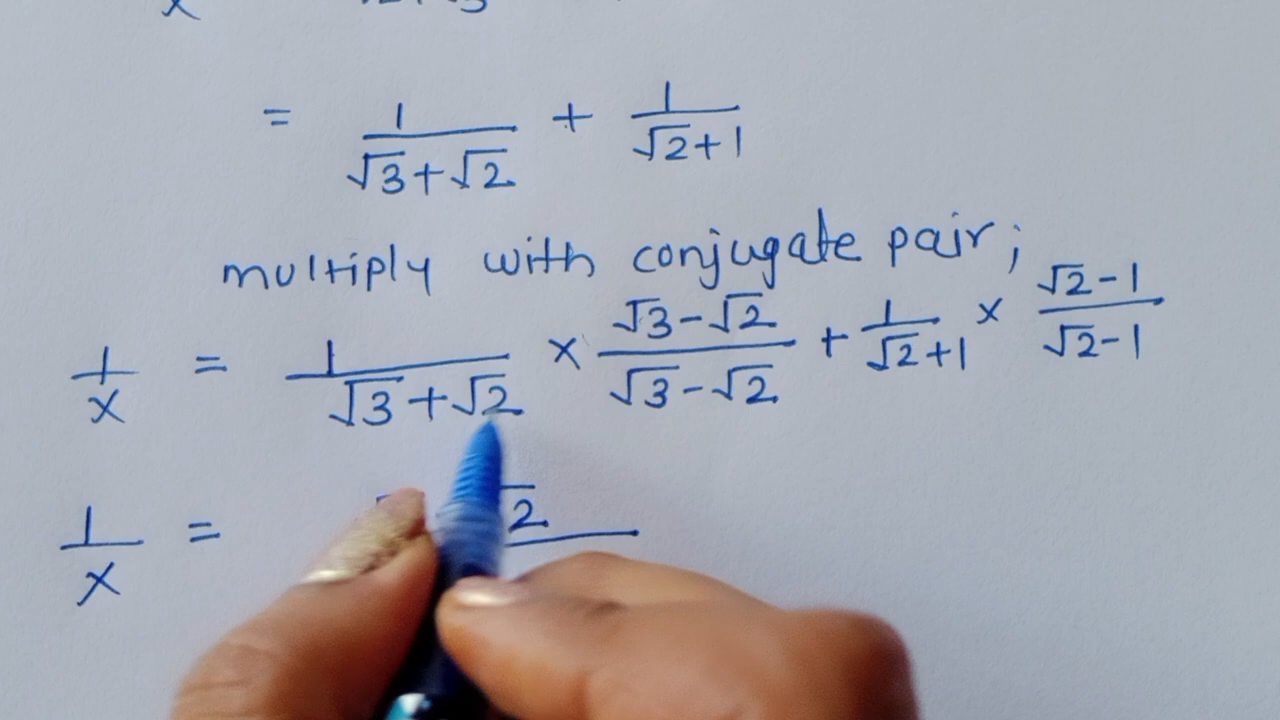 = 1/(√3+√2) + 1/(√2+1)
multiply with conjugate pair;
1/x = 1/(√3+√2) × (√3-√2)/(√3-√2) + 1/(√2+1) × (√2-1)/(√2-1)
1/x = 2